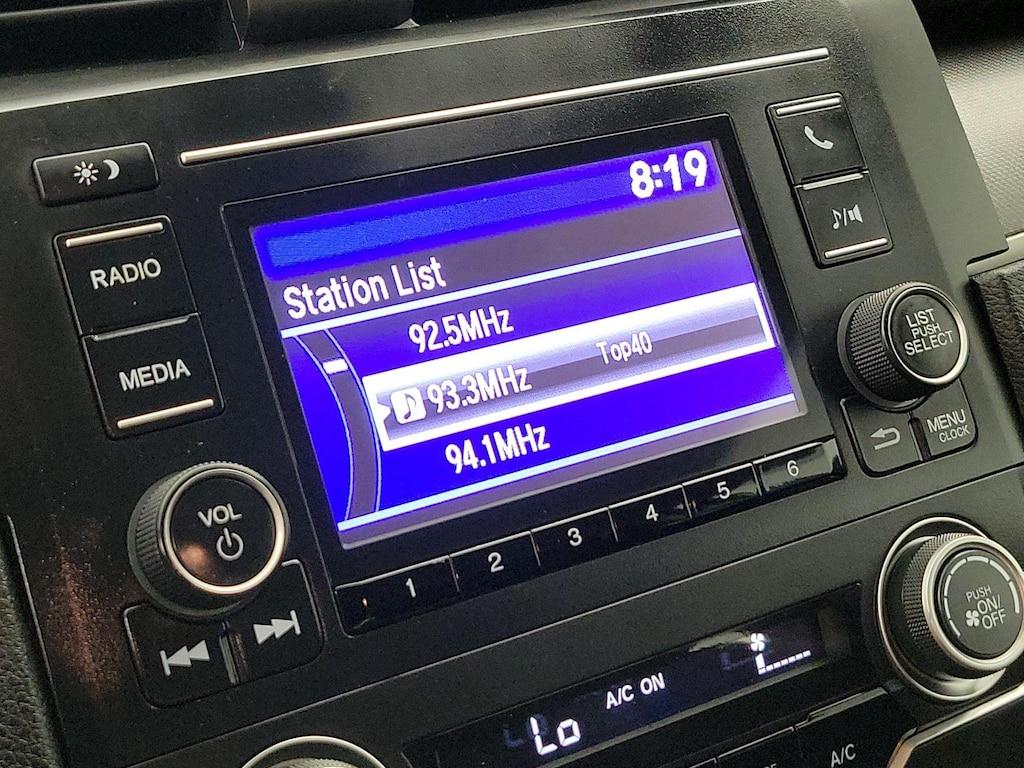 8:19
RADIO
MEDIA
Station List
92.5MHz
93.3MHz Top40
94.1MHz
LIST
PUSH
SELECT
MENU
CLOCK
VOL
1 2 3 4 5 6
PUSH
ON/
OFF
A/C ON
Lo
A/C